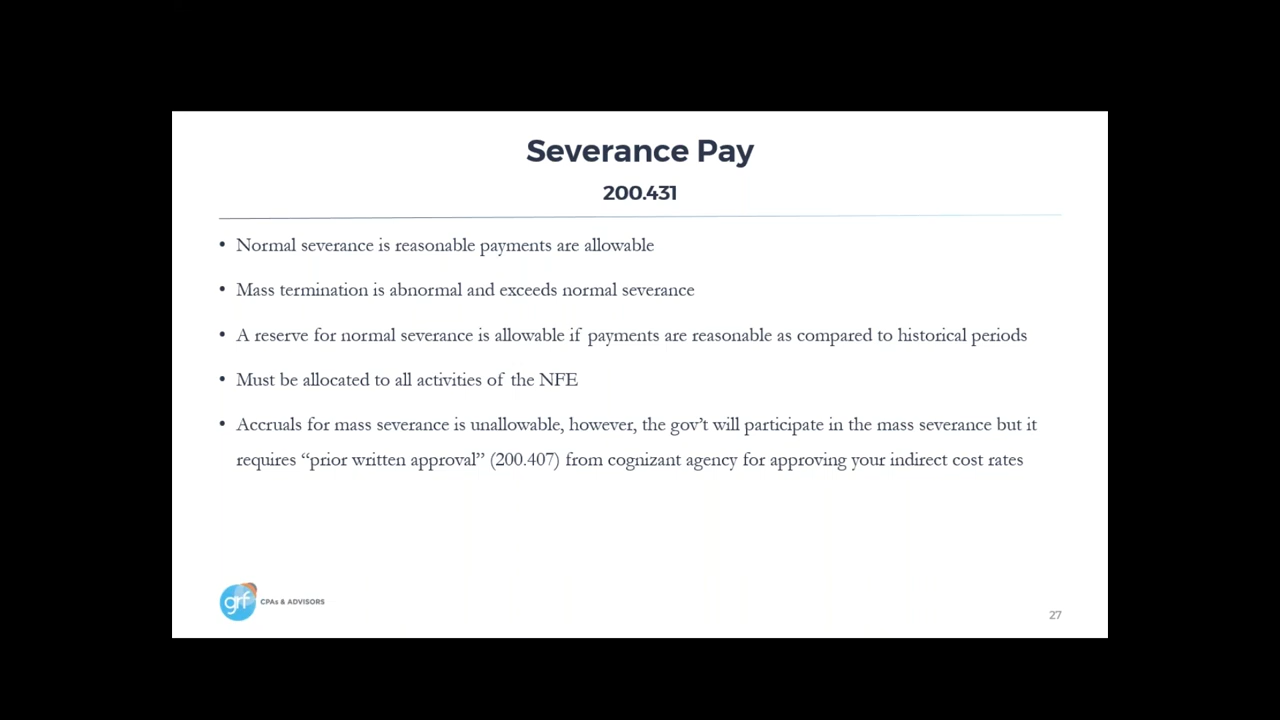 Severance Pay
200.431
• Normal severance is reasonable payments are allowable
• Mass termination is abnormal and exceeds normal severance
• A reserve for normal severance is allowable if payments are reasonable as compared to historical periods
• Must be allocated to all activities of the NFE
• Accruals for mass severance is unallowable, however, the gov’t will participate in the mass severance but it
requires “prior written approval” (200.407) from cognizant agency for approving your indirect cost rates
grf CPAs & ADVISORS
27